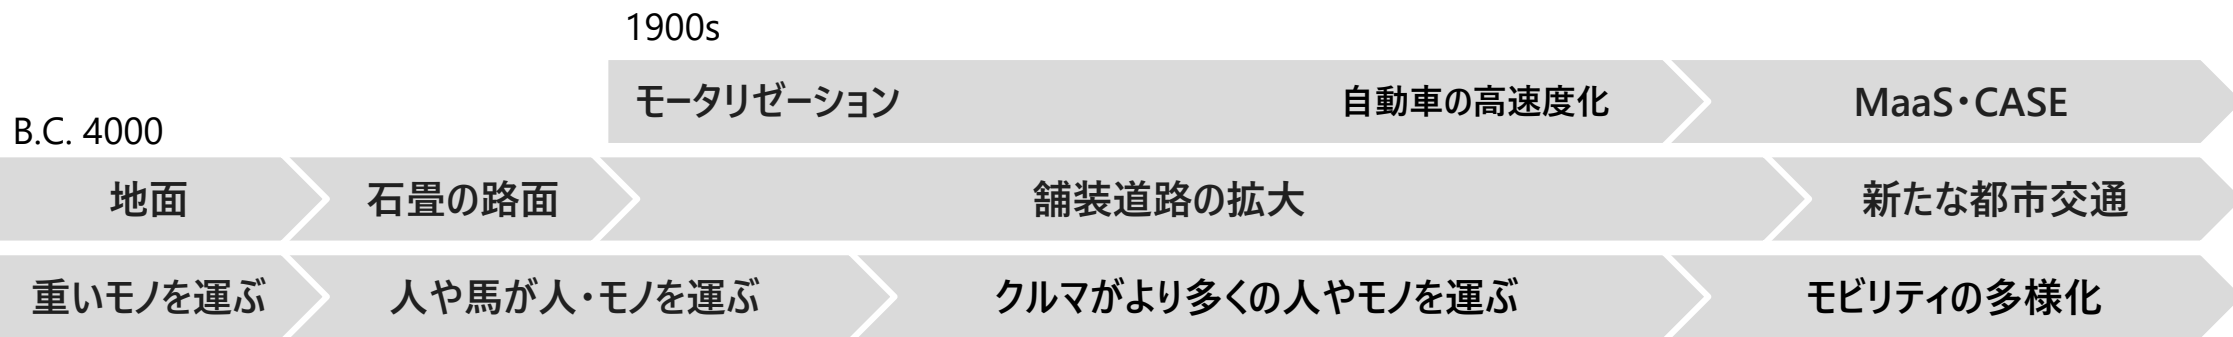 1900s
モータリゼーション 自動車の高速度化 MaaS・CASE
B.C. 4000
地面 石畳の路面 舗装道路の拡大 新たな都市交通
重いモノを運ぶ 人や馬が人・モノを運ぶ クルマがより多くの人やモノを運ぶ モビリティの多様化